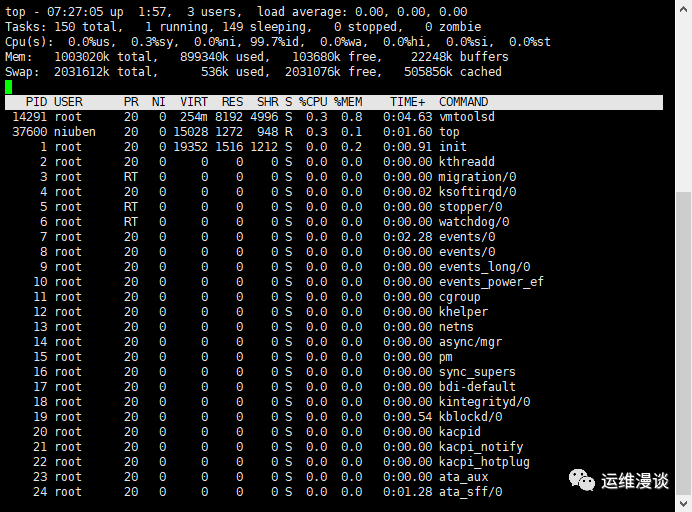 top - 07:27:05 up  1:57,  3 users,  load average: 0.00, 0.00, 0.00
Tasks: 150 total,   1 running, 149 sleeping,   0 stopped,   0 zombie
Cpu(s):  0.0%us,  0.3%sy,  0.0%ni, 99.7%id,  0.0%wa,  0.0%hi,  0.0%si,  0.0%st
Mem:   1003020k total,   899340k used,   103680k free,    22248k buffers
Swap:  2031612k total,      536k used,  2031076k free,   505856k cached
PID USER      PR  NI  VIRT  RES  SHR S %CPU %MEM    TIME+  COMMAND
14291 root      20   0  254m 8192 4996 S  0.3  0.8   0:04.63 vmtoolsd
37600 niuben    20   0 15028 1272  948 R  0.3  0.1   0:01.60 top
1 root      20   0 19352 1516 1212 S  0.0  0.2   0:00.91 init
2 root      20   0     0    0    0 S  0.0  0.0   0:00.00 kthreadd
3 root      RT   0     0    0    0 S  0.0  0.0   0:00.00 migration/0
4 root      20   0     0    0    0 S  0.0  0.0   0:00.02 ksoftirqd/0
5 root      RT   0     0    0    0 S  0.0  0.0   0:00.00 stopper/0
6 root      RT   0     0    0    0 S  0.0  0.0   0:00.00 watchdog/0
7 root      20   0     0    0    0 S  0.0  0.0   0:02.28 events/0
8 root      20   0     0    0    0 S  0.0  0.0   0:00.00 events/0
9 root      20   0     0    0    0 S  0.0  0.0   0:00.00 events_long/0
10 root      20   0     0    0    0 S  0.0  0.0   0:00.00 events_power_ef
11 root      20   0     0    0    0 S  0.0  0.0   0:00.00 cgroup
12 root      20   0     0    0    0 S  0.0  0.0   0:00.00 khelper
13 root      20   0     0    0    0 S  0.0  0.0   0:00.00 netns
14 root      20   0     0    0    0 S  0.0  0.0   0:00.00 async/mgr
15 root      20   0     0    0    0 S  0.0  0.0   0:00.00 pm
16 root      20   0     0    0    0 S  0.0  0.0   0:00.00 sync_supers
17 root      20   0     0    0    0 S  0.0  0.0   0:00.00 bdi-default
18 root      20   0     0    0    0 S  0.0  0.0   0:00.00 kintegrityd/0
19 root      20   0     0    0    0 S  0.0  0.0   0:00.54 kblockd/0
20 root      20   0     0    0    0 S  0.0  0.0   0:00.00 kacpid
21 root      20   0     0    0    0 S  0.0  0.0   0:00.00 kacpi_notify
22 root      20   0     0    0    0 S  0.0  0.0   0:00.00 kacpi_hotplug
23 root      20   0     0    0    0 S  0.0  0.0   0:00.00 ata_aux
24 root      20   0     0    0    0 S  0.0  0.0   0:01.28 ata_sff/0
运维漫谈